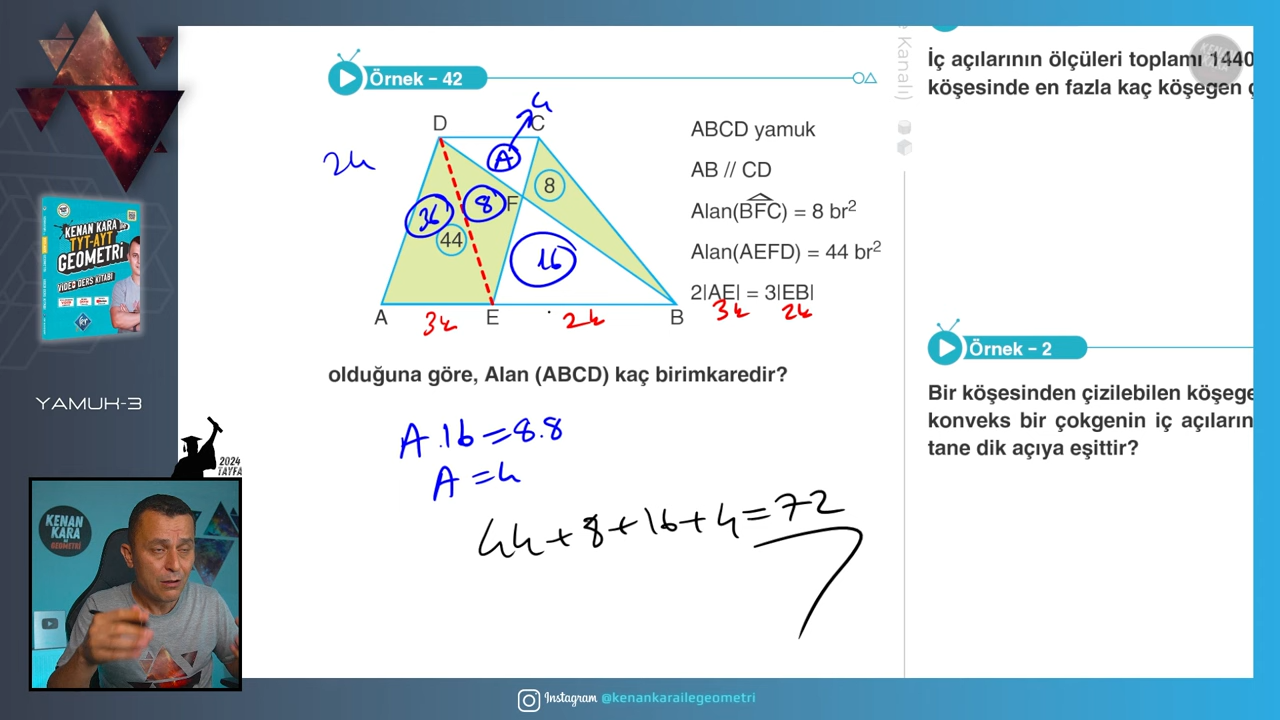 Örnek – 42
D
C
4
A
8
8
F
36
44
16
2k
A
3k
E
2k
B
ABCD yamuk
AB // CD
Alan(BFC) = 8 br²
Alan(AEFD) = 44 br²
2|AE| = 3|EB|
3k 2k
olduğuna göre, Alan (ABCD) kaç birimkaredir?
A.16=8.8
A=4
44+8+16+4=72
Kanalı)
İç açılarının ölçüleri toplamı 1440
köşesinde en fazla kaç köşegen ç
Örnek – 2
Bir köşesinden çizilebilen köşege
konveks bir çokgenin iç açıların
tane dik açıya eşittir?
KENAN KARA
KENAN KARA
TYT-AYT
GEOMETRİ
VİDEO DERS KİTABI
YAMUK-3
2024
TAYFA
KENAN
KARA
GEOMETRİ
Instagram @kenankarailegeometri